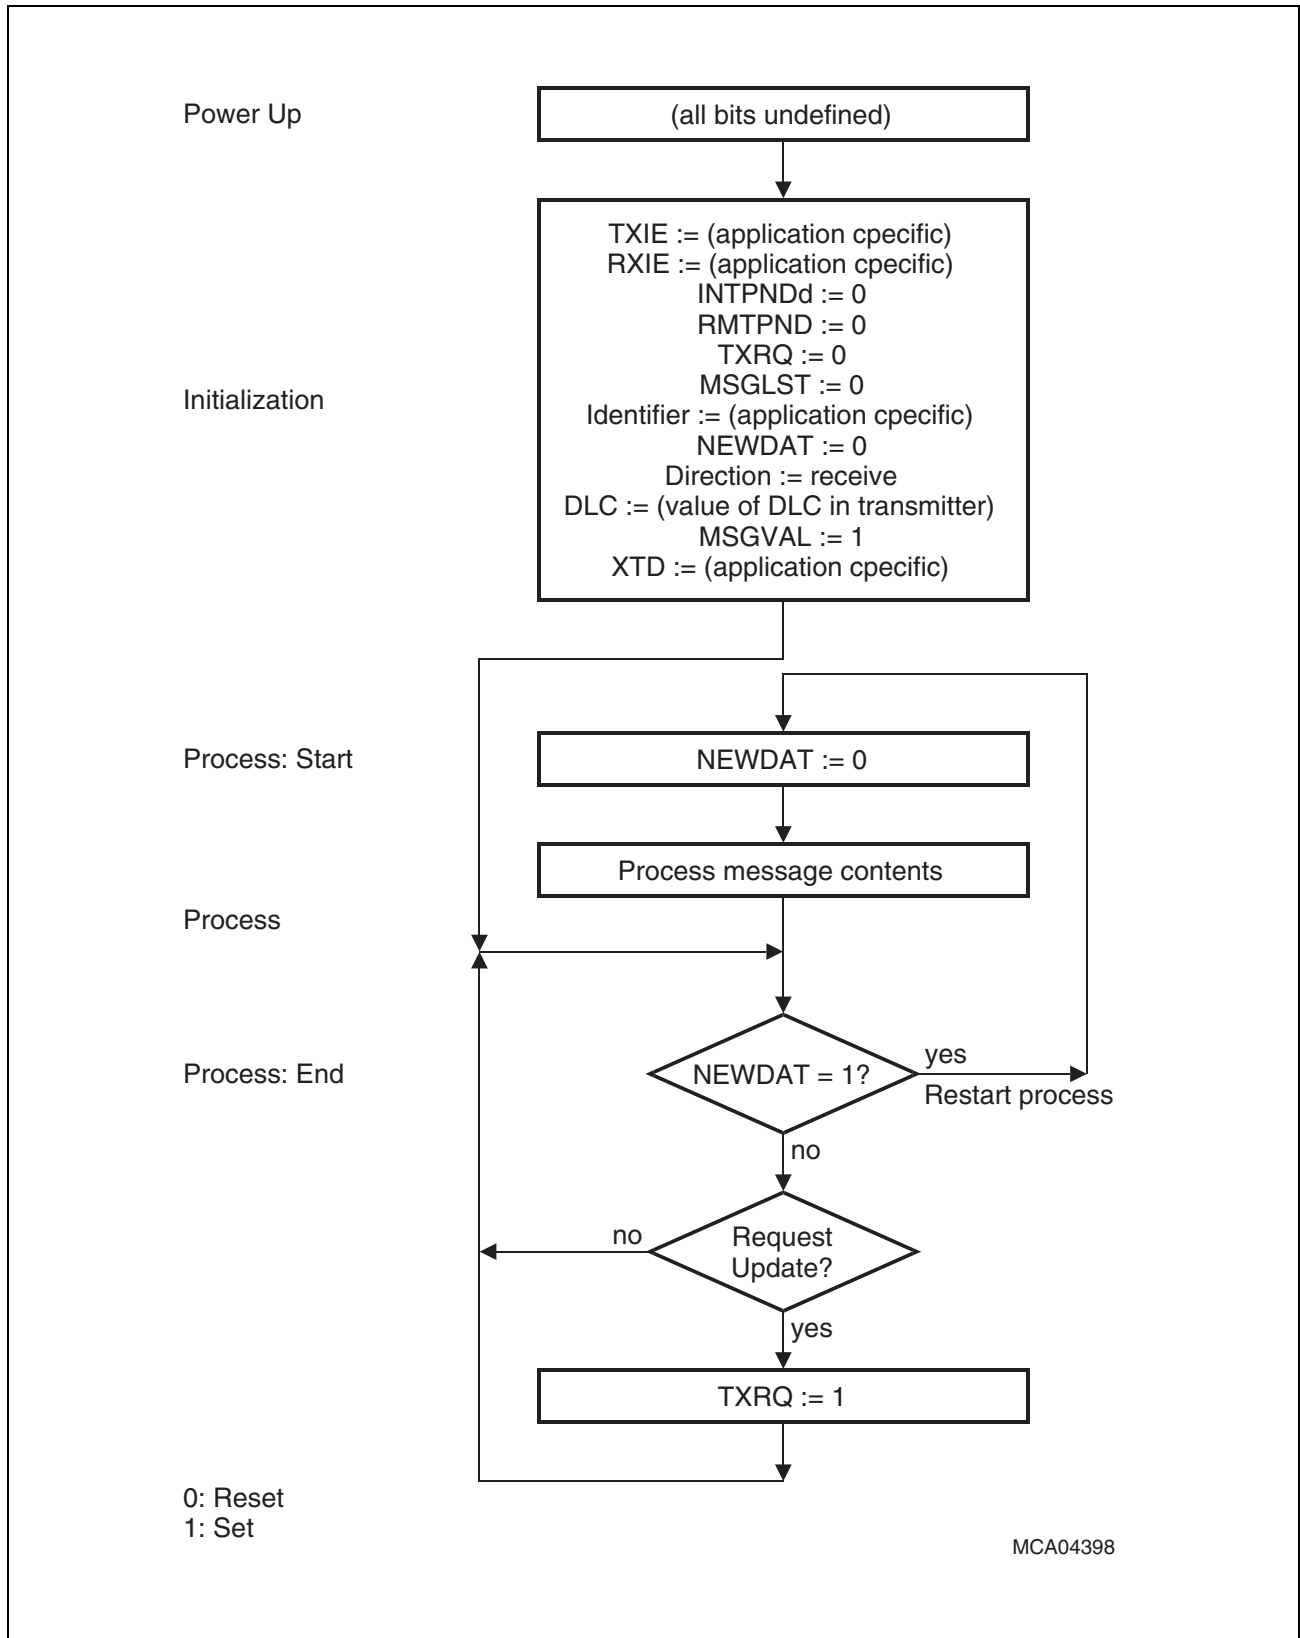 Power Up
(all bits undefined)
TXIE := (application cpecific)
RXIE := (application cpecific)
INTPNDd := 0
RMTPND := 0
TXRQ := 0
MSGLST := 0
Initialization
Identifier := (application cpecific)
NEWDAT := 0
Direction := receive
DLC := (value of DLC in transmitter)
MSGVAL := 1
XTD := (application cpecific)
Process: Start
NEWDAT := 0
Process message contents
Process
Process: End
NEWDAT = 1?
yes
Restart process
no
Request
Update?
no
yes
TXRQ := 1
0: Reset
1: Set
MCA04398